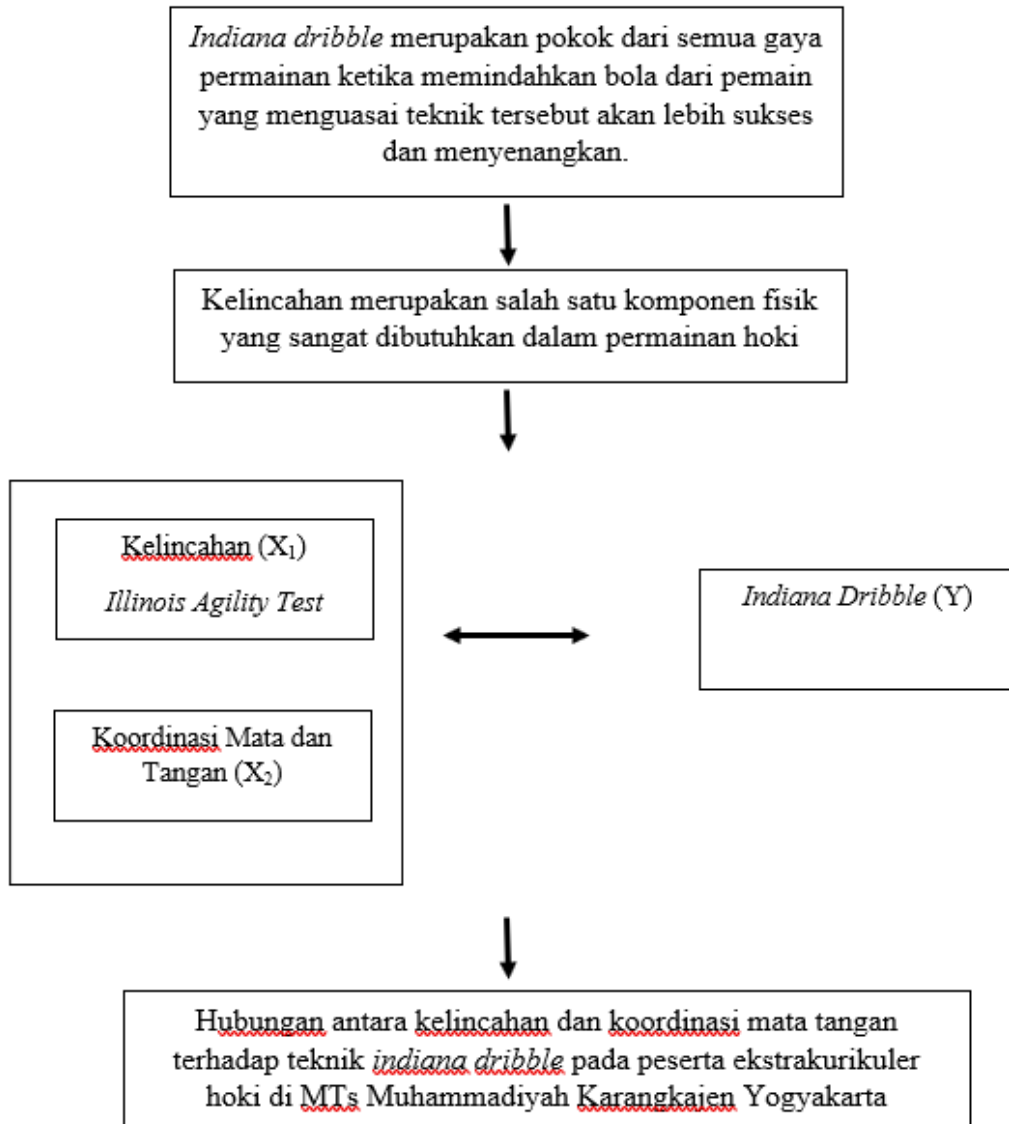 Indiana dribble merupakan pokok dari semua gaya
permainan ketika memindahkan bola dari pemain
yang menguasai teknik tersebut akan lebih sukses
dan menyenangkan.
Kelincahan merupakan salah satu komponen fisik
yang sangat dibutuhkan dalam permainan hoki
Kelincahan (X₁)
Illinois Agility Test
Koordinasi Mata dan
Tangan (X₂)
Indiana Dribble (Y)
Hubungan antara kelincahan dan koordinasi mata tangan
terhadap teknik indiana dribble pada peserta ekstrakurikuler
hoki di MTs Muhammadiyah Karangkajen Yogyakarta